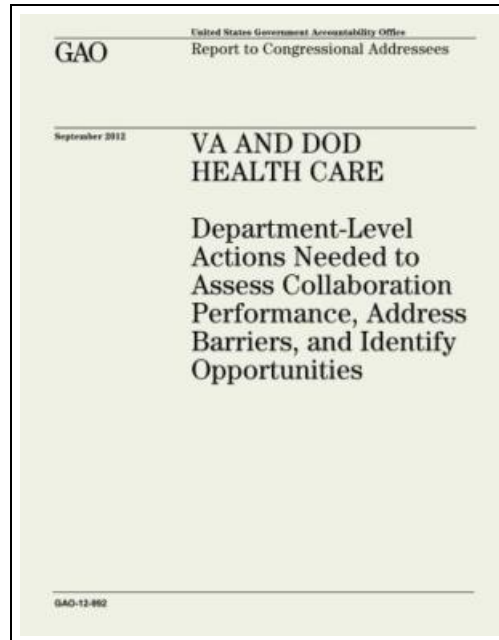 United States Government Accountability Office
GAO
Report to Congressional Addressees
September 2012
VA AND DOD
HEALTH CARE
Department-Level
Actions Needed to
Assess Collaboration
Performance, Address
Barriers, and Identify
Opportunities
GAO-12-992